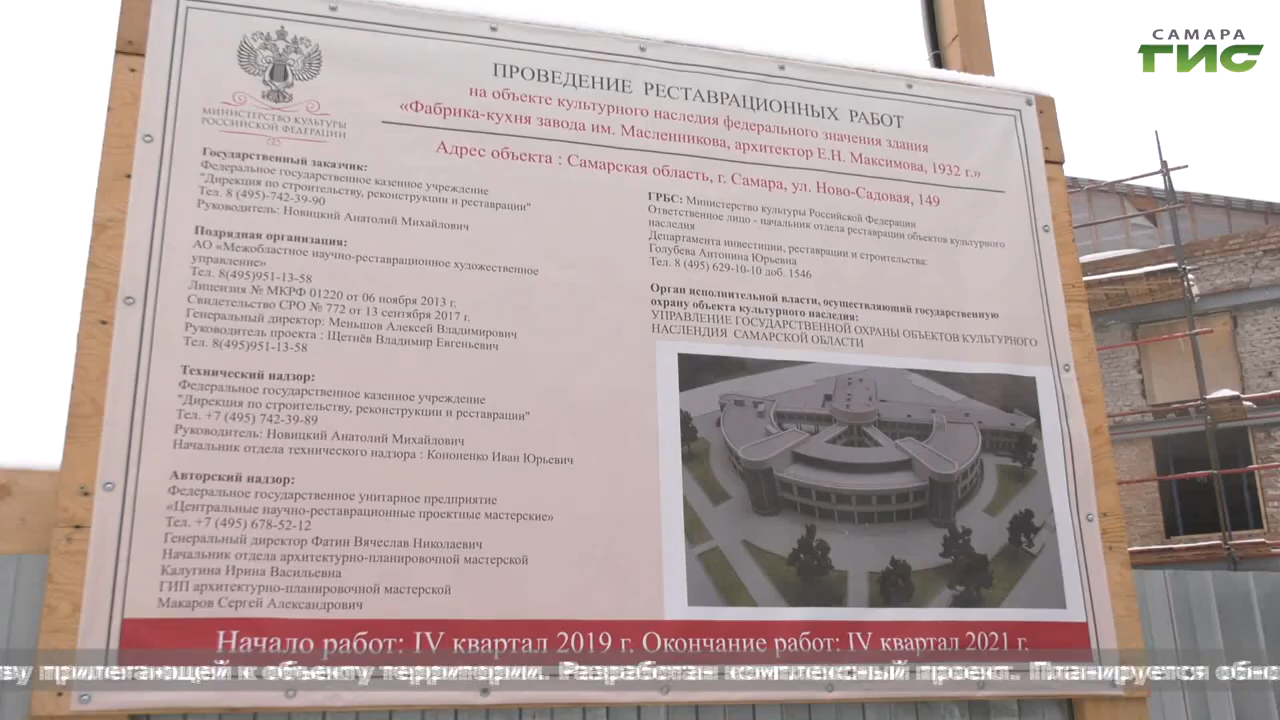 САМАРА
ГИС
МИНИСТЕРСТВО КУЛЬТУРЫ
РОССИЙСКОЙ ФЕДЕРАЦИИ
ПРОВЕДЕНИЕ РЕСТАВРАЦИОННЫХ РАБОТ
на объекте культурного наследия федерального значения здания
«Фабрика-кухня завода им. Масленникова, архитектор Е.Н. Максимова, 1932 г.»
Адрес объекта : Самарская область, г. Самара, ул. Ново-Садовая, 149
Государственный заказчик:
Федеральное государственное казенное учреждение
"Дирекция по строительству, реконструкции и реставрации"
Тел. 8 (495)-742-39-90
Руководитель: Новицкий Анатолий Михайлович
Подрядная организация:
АО «Межобластное научно-реставрационное художественное
управление»
Тел. 8(495)951-13-58
Лицензия № МКРФ 01220 от 06 ноября 2013 г.
Свидетельство СРО № 772 от 13 сентября 2017 г.
Генеральный директор: Меньшов Алексей Владимирович
Руководитель проекта : Щетнёв Владимир Евгеньевич
Тел. 8(495)951-13-58
Технический надзор:
Федеральное государственное казенное учреждение
"Дирекция по строительству, реконструкции и реставрации"
Тел. +7 (495) 742-39-89
Руководитель: Новицкий Анатолий Михайлович
Начальник отдела технического надзора : Кононенко Иван Юрьевич
Авторский надзор:
Федеральное государственное унитарное предприятие
«Центральные научно-реставрационные проектные мастерские»
Тел. +7 (495) 678-52-12
Генеральный директор Фатин Вячеслав Николаевич
Начальник отдела архитектурно-планировочной мастерской
Калугина Ирина Васильевна
ГИП архитектурно-планировочной мастерской
Макаров Сергей Александрович
ГРБС: Министерство культуры Российской Федерации
Ответственное лицо - начальник отдела реставрации объектов культурного
наследия
Департамента инвестиции, реставрации и строительства:
Голубева Антонина Юрьевна
Тел. 8 (495) 629-10-10 доб. 1546
Орган исполнительной власти, осуществляющий государственную
охрану объекта культурного наследия:
УПРАВЛЕНИЕ ГОСУДАРСТВЕННОЙ ОХРАНЫ ОБЪЕКТОВ КУЛЬТУРНОГО
НАСЛЕНДИЯ САМАРСКОЙ ОБЛАСТИ
Начало работ: IV квартал 2019 г. Окончание работ: IV квартал 2021 г.
прилегающей к объекту территории. Разработан комплексный проект. Планируется